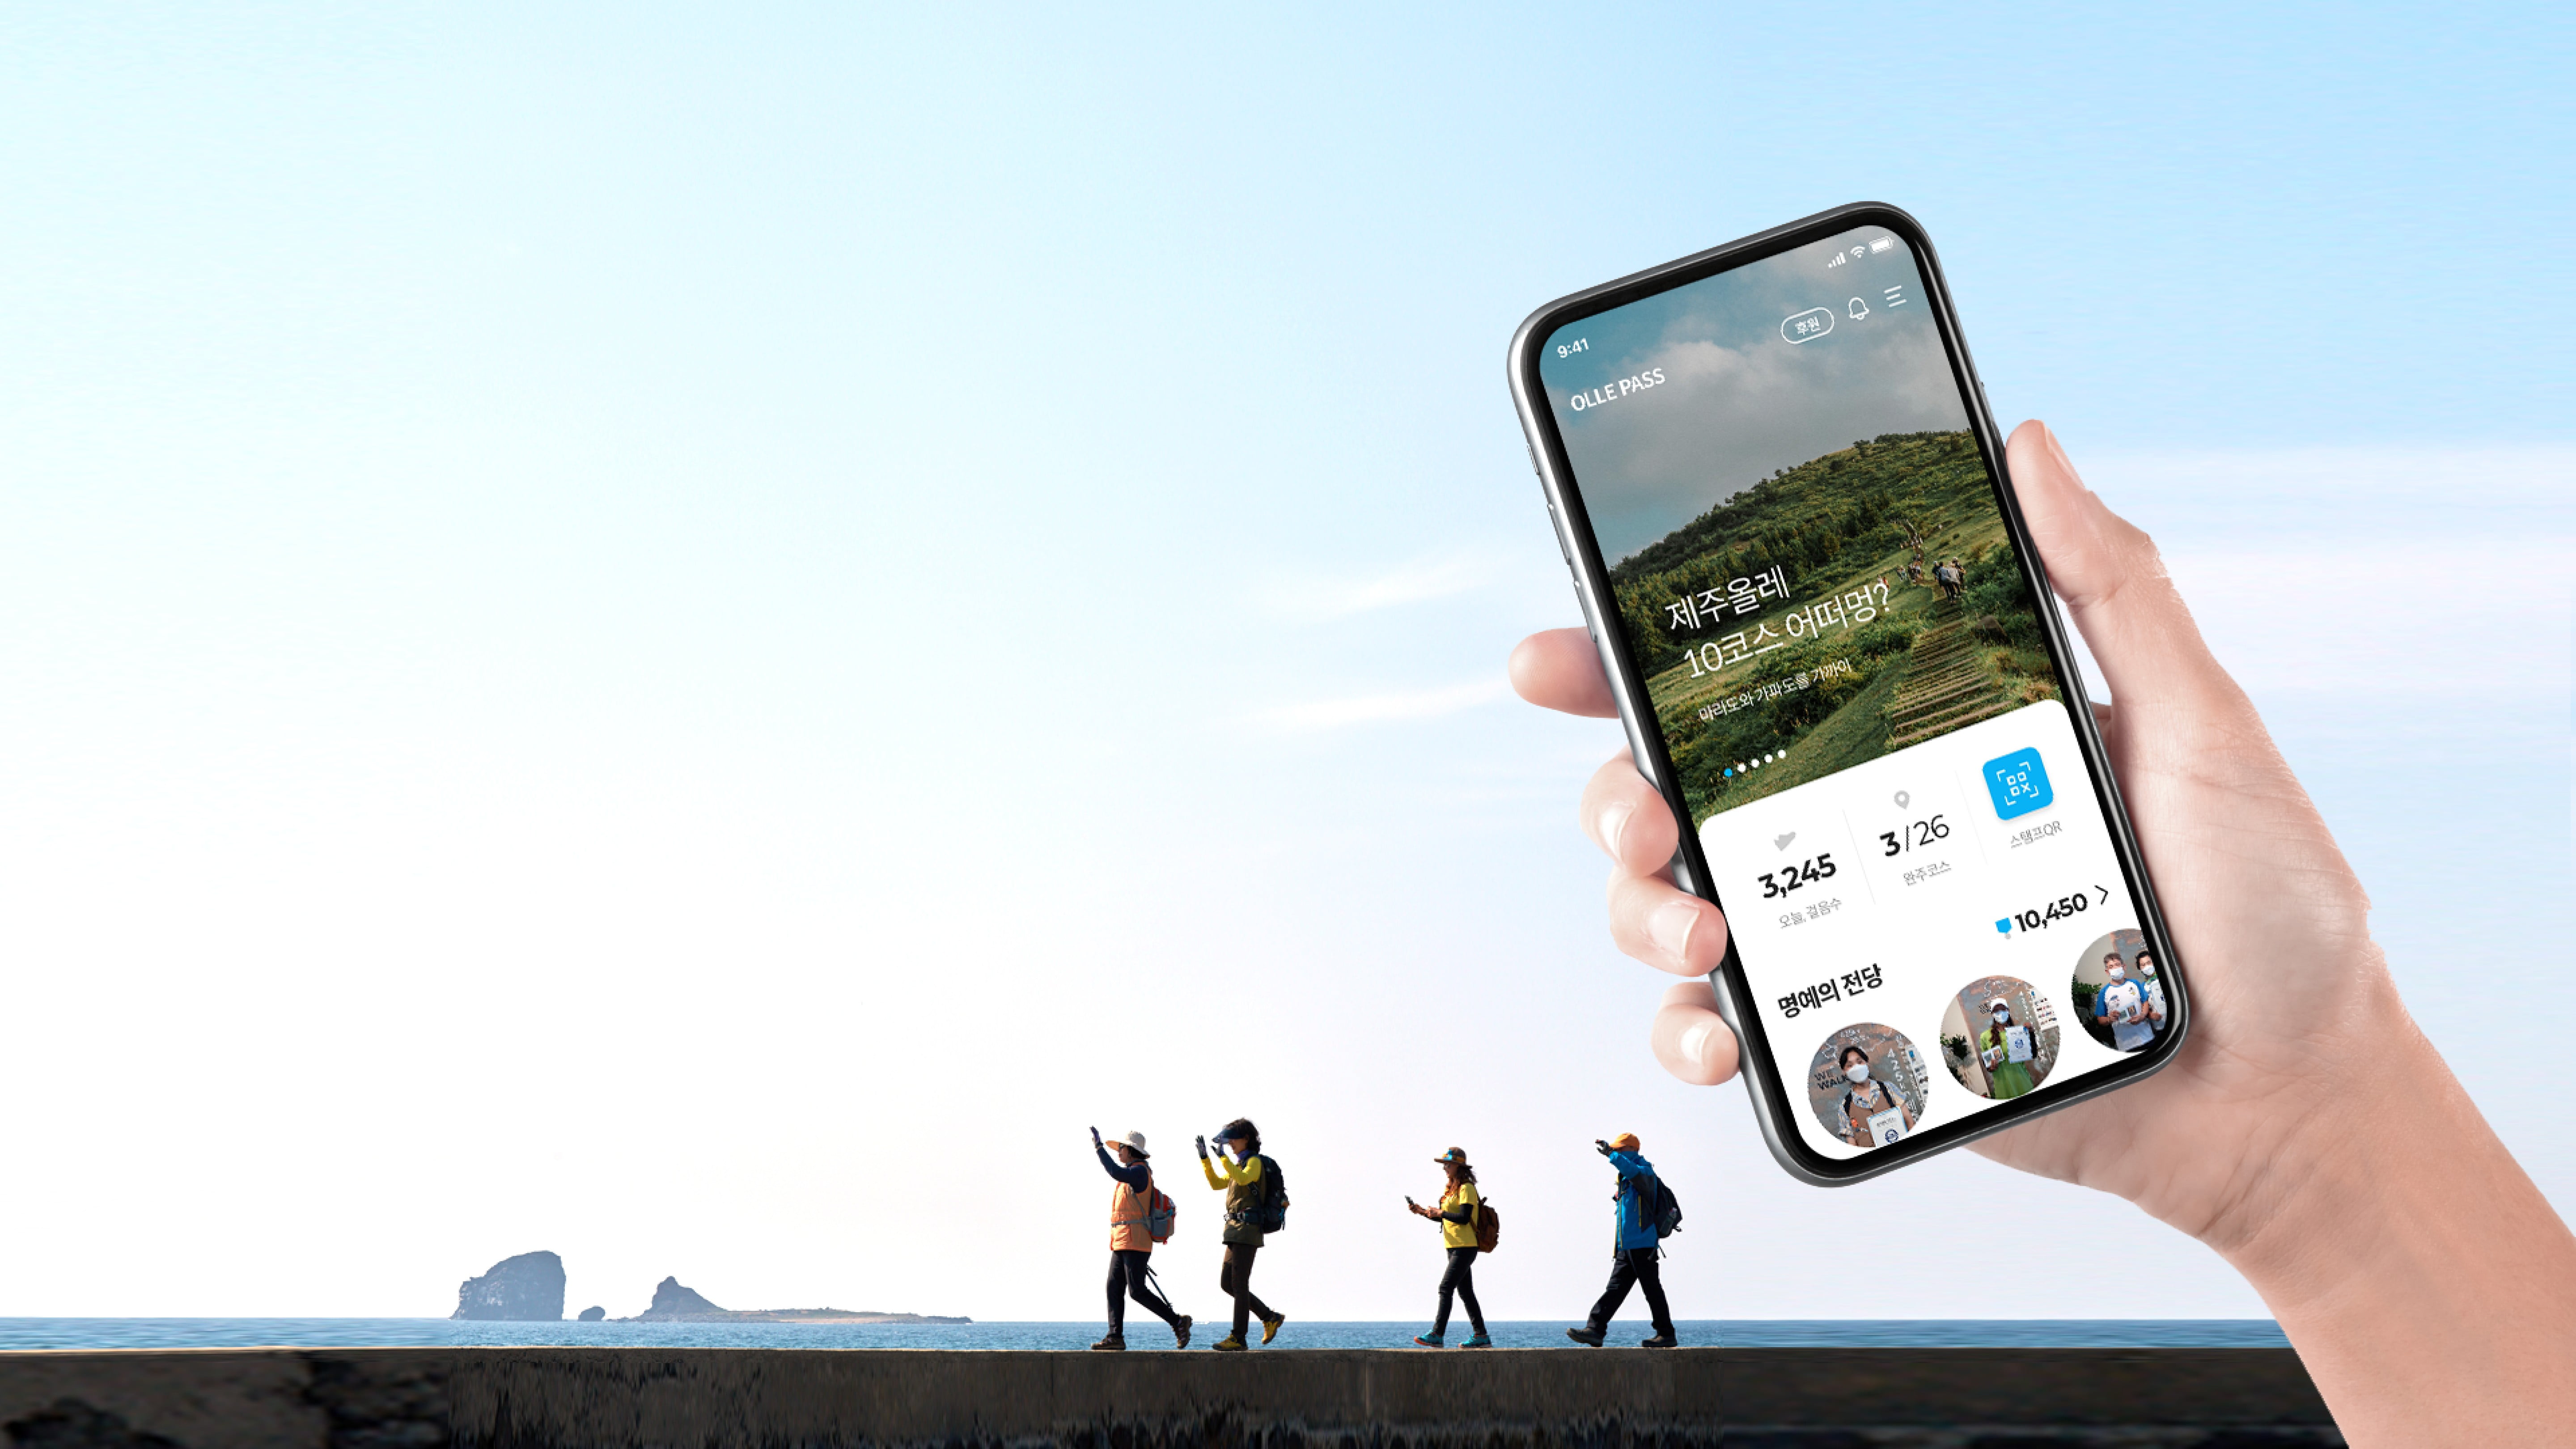 9:41
후원
OLLE PASS
제주올레
10코스 어떠멍?
마라도와 가파도를 가까이
3,245
오늘, 걸음수
3/26
완주코스
스탬프QR
10,450
명예의 전당
WE
WALK